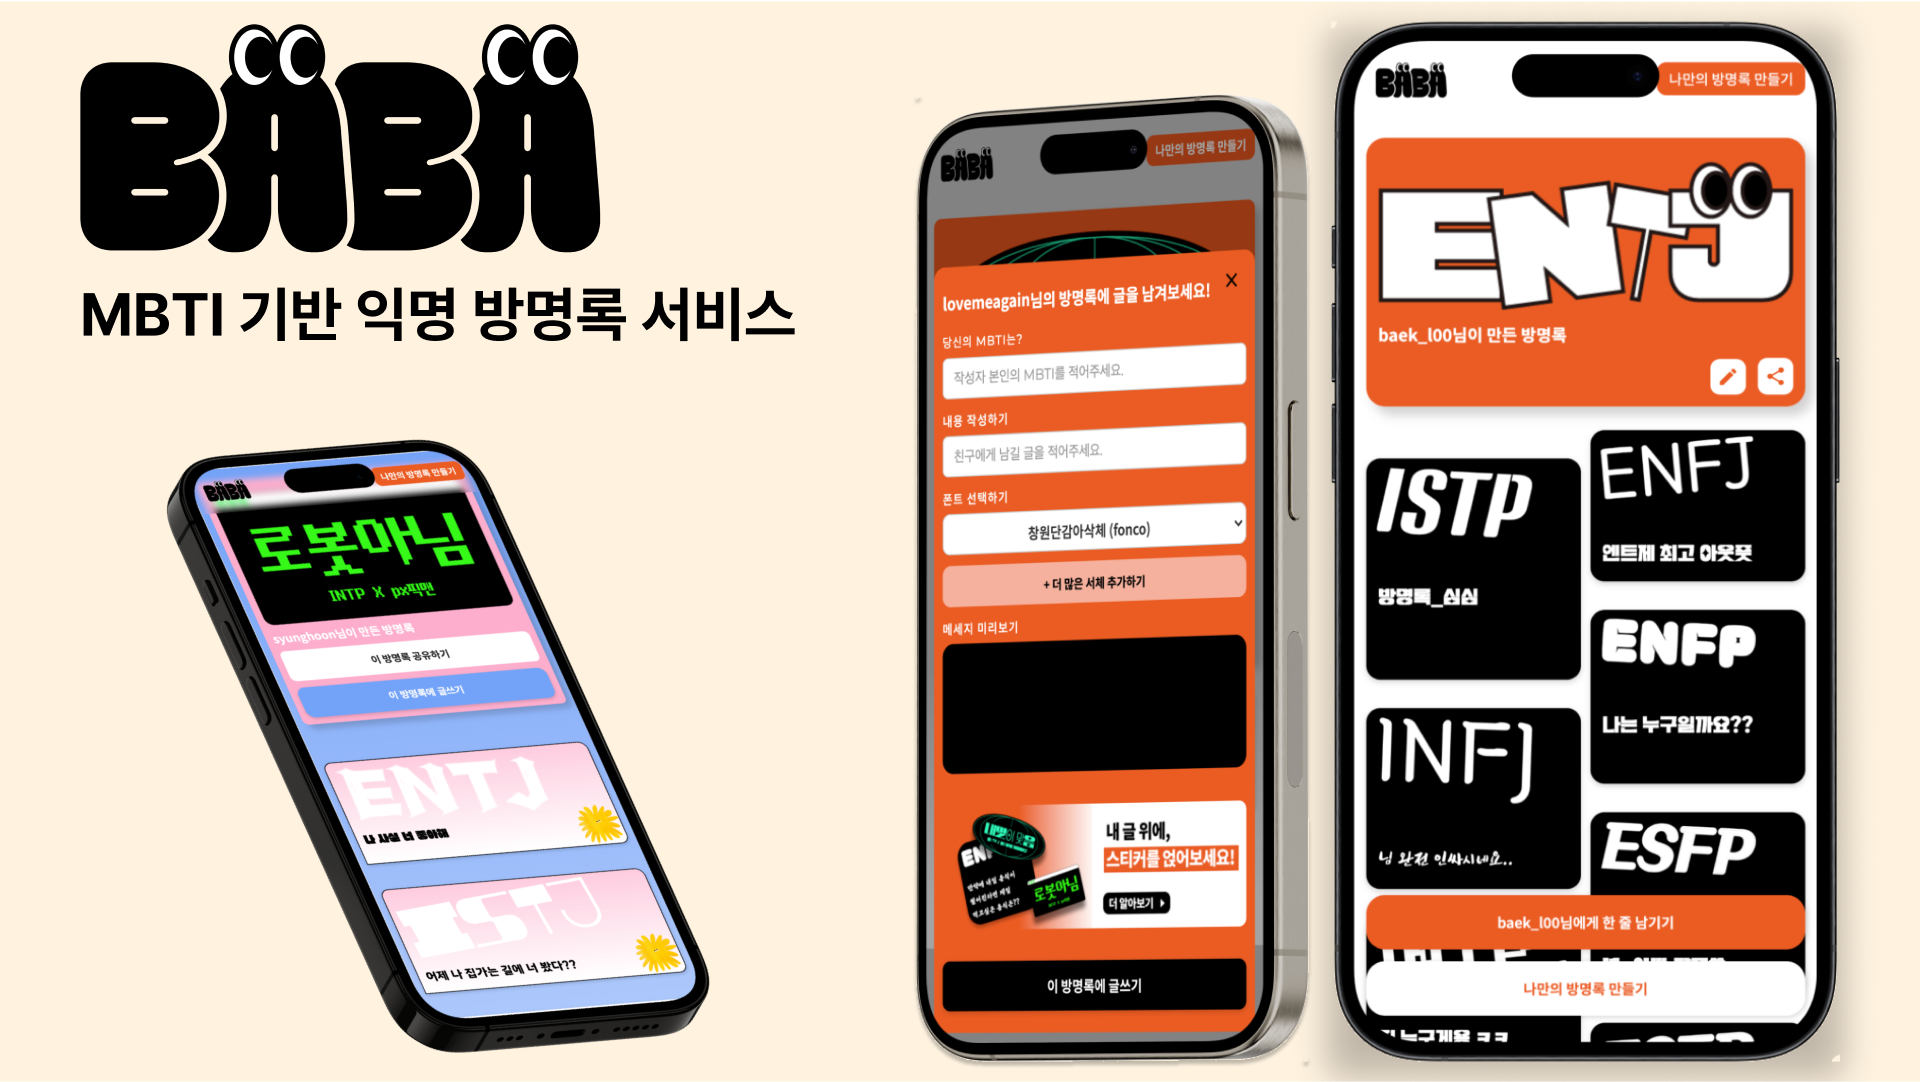 BABA
MBTI 기반 익명 방명록 서비스
BABA
나만의 방명록 만들기
로봇아님
INTP X px픽맨
syunghoon님이 만든 방명록
이 방명록 공유하기
이 방명록에 글쓰기
ENTJ
나 사실 너 좋아해
ISTJ
어제 나 집가는 길에 너 봤다??
BABA
나만의 방명록 만들기
lovemeagain님의 방명록에 글을 남겨보세요!
당신의 MBTI는?
작성자 본인의 MBTI를 적어주세요.
내용 작성하기
친구에게 남길 글을 적어주세요.
폰트 선택하기
창원단감아삭체 (fonco)
+ 더 많은 서체 추가하기
메세지 미리보기
로봇아님
내 글 위에,
스티커를 얹어보세요!
더 알아보기
이 방명록에 글쓰기
BABA
나만의 방명록 만들기
ENTJ
baek_l00님이 만든 방명록
ISTP
방명록_심심
ENFJ
엔트제 최고 아웃풋
ENFP
나는 누구일까요??
INFJ
님 완전 인싸시네요..
ESFP
baek_l00님에게 한 줄 남기기
나만의 방명록 만들기